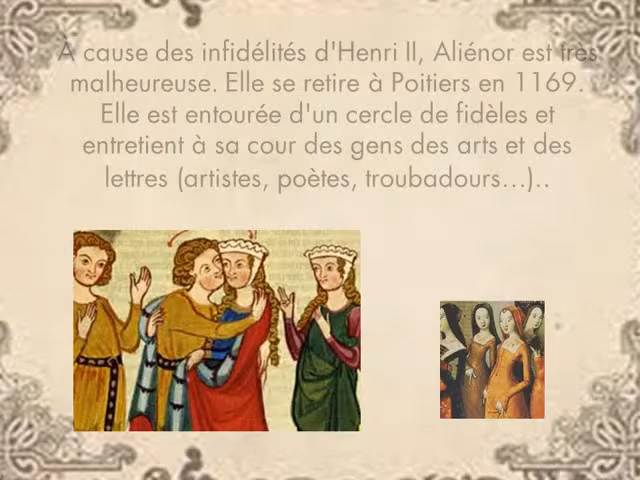 À cause des infidélités d'Henri II, Aliénor est très
malheureuse. Elle se retire à Poitiers en 1169.
Elle est entourée d'un cercle de fidèles et
entretient à sa cour des gens des arts et des
lettres (artistes, poètes, troubadours...)..